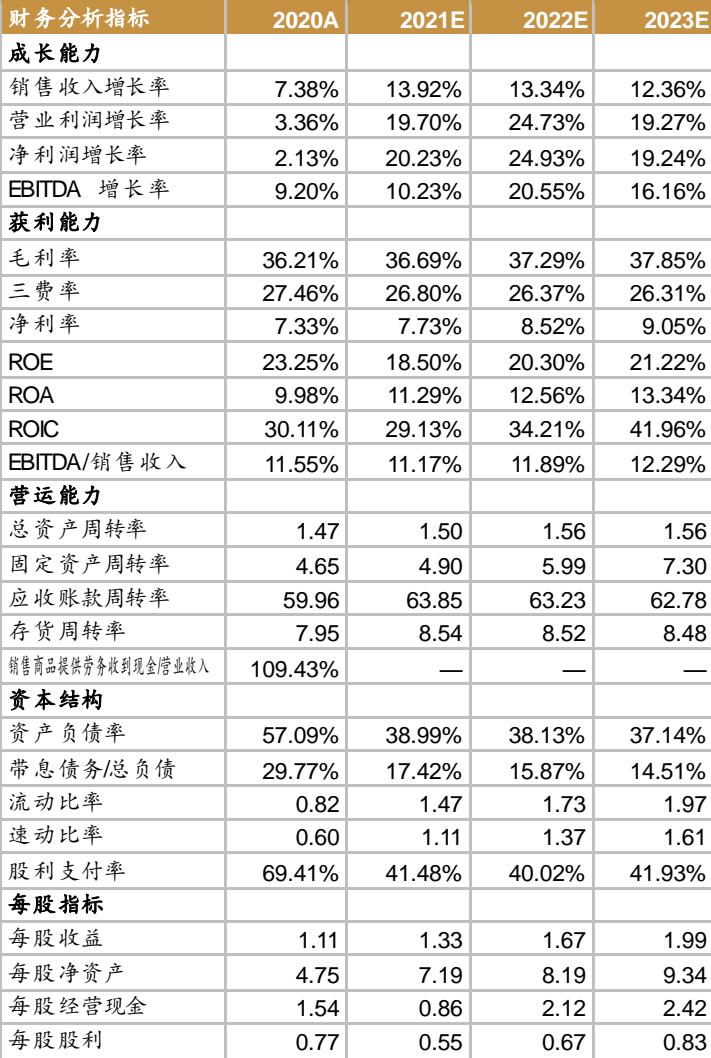 财务分析指标 2020A 2021E 2022E 2023E
成长能力
销售收入增长率 7.38% 13.92% 13.34% 12.36%
营业利润增长率 3.36% 19.70% 24.73% 19.27%
净利润增长率 2.13% 20.23% 24.93% 19.24%
EBITDA 增长率 9.20% 10.23% 20.55% 16.16%
获利能力
毛利率 36.21% 36.69% 37.29% 37.85%
三费率 27.46% 26.80% 26.37% 26.31%
净利率 7.33% 7.73% 8.52% 9.05%
ROE 23.25% 18.50% 20.30% 21.22%
ROA 9.98% 11.29% 12.56% 13.34%
ROIC 30.11% 29.13% 34.21% 41.96%
EBITDA/销售收入 11.55% 11.17% 11.89% 12.29%
营运能力
总资产周转率 1.47 1.50 1.56 1.56
固定资产周转率 4.65 4.90 5.99 7.30
应收账款周转率 59.96 63.85 63.23 62.78
存货周转率 7.95 8.54 8.52 8.48
销售商品提供劳务收到现金/营业收入 109.43% — — —
资本结构
资产负债率 57.09% 38.99% 38.13% 37.14%
带息债务/总负债 29.77% 17.42% 15.87% 14.51%
流动比率 0.82 1.47 1.73 1.97
速动比率 0.60 1.11 1.37 1.61
股利支付率 69.41% 41.48% 40.02% 41.93%
每股指标
每股收益 1.11 1.33 1.67 1.99
每股净资产 4.75 7.19 8.19 9.34
每股经营现金 1.54 0.86 2.12 2.42
每股股利 0.77 0.55 0.67 0.83